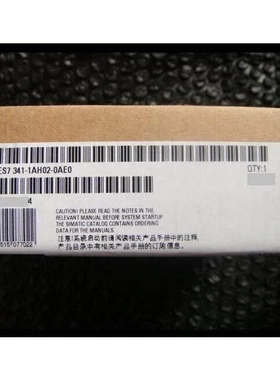 ES7 341-1AH02-0AE0
QTY:1
4
CAUTION! PLEASE READ THE NOTES IN THE
RELEVANT MANUAL BEFORE SYSTEM STARTUP.
THE SIMATIC CATALOG CONTAINS ORDERING
DATA FOR THE MANUALS
注意!系统启动前请阅读相关产品手册中的注释.
产品目录中有相关产品手册的订货数据.
515077022